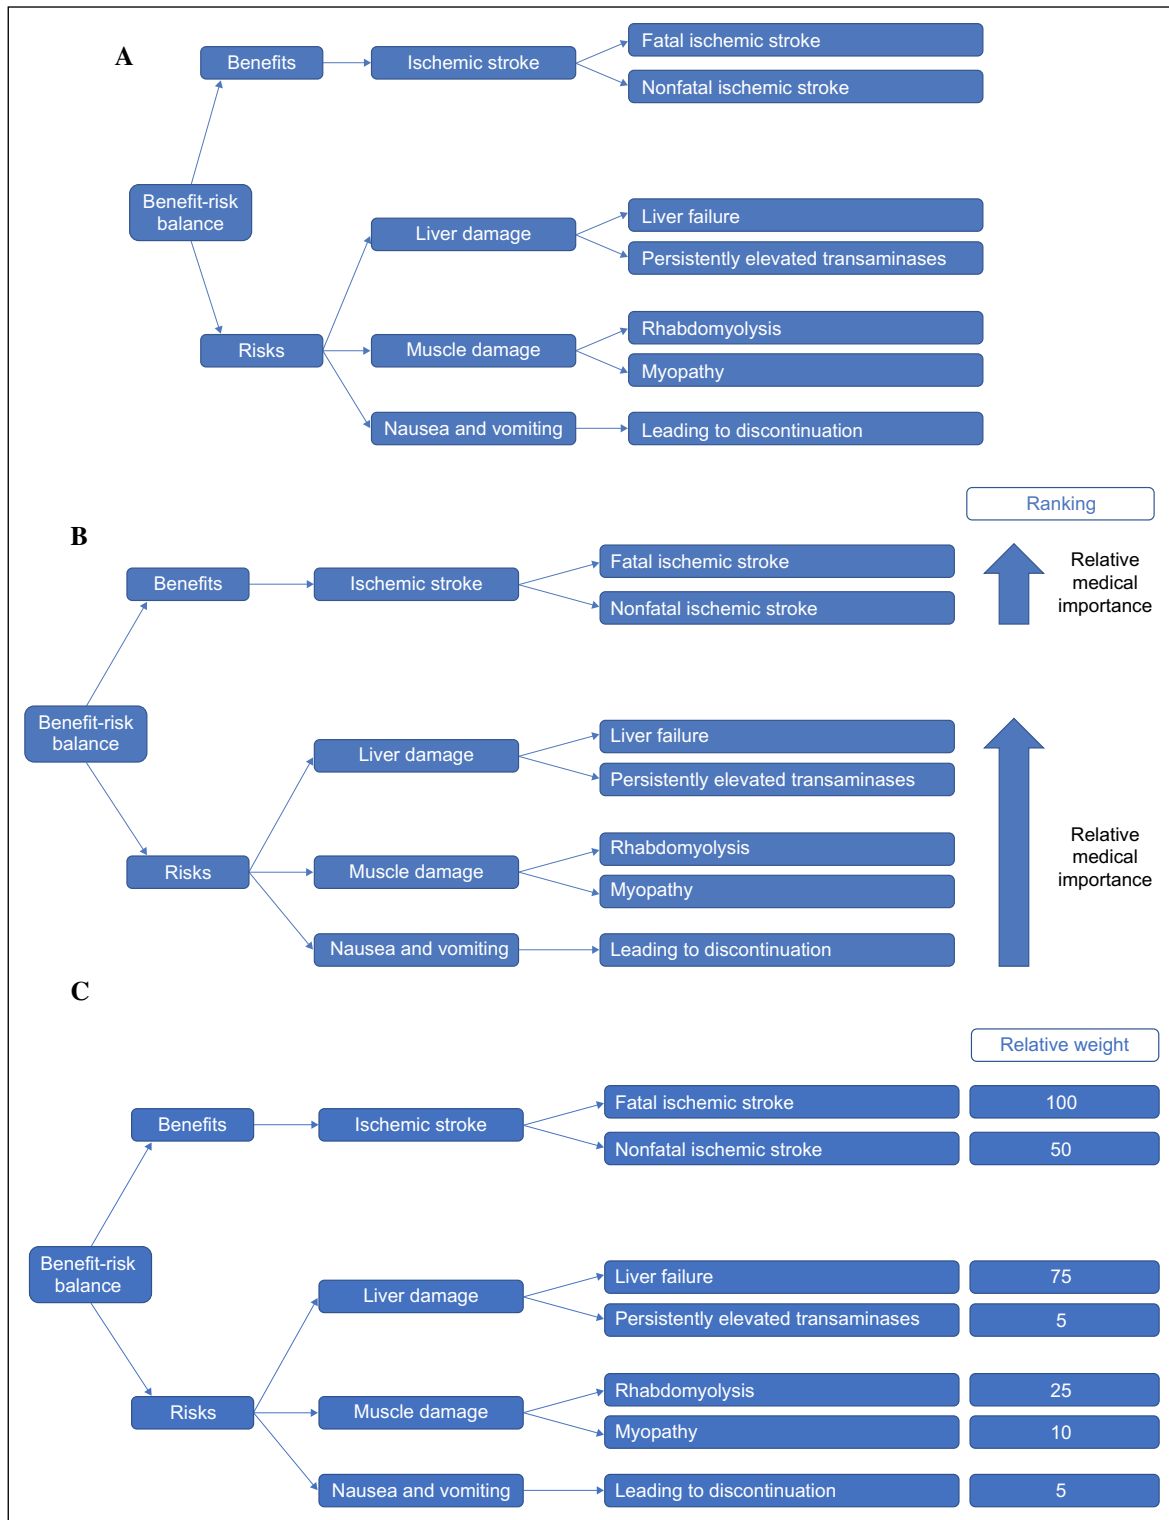 A
Benefits
Ischemic stroke
Fatal ischemic stroke
Nonfatal ischemic stroke
Benefit-risk
balance
Liver damage
Liver failure
Persistently elevated transaminases
Risks
Muscle damage
Rhabdomyolysis
Myopathy
Nausea and vomiting
Leading to discontinuation
Ranking
B
Benefits
Ischemic stroke
Fatal ischemic stroke
Nonfatal ischemic stroke
Relative
medical
importance
Benefit-risk
balance
Liver damage
Liver failure
Persistently elevated transaminases
Risks
Muscle damage
Rhabdomyolysis
Myopathy
Relative
medical
importance
Nausea and vomiting
Leading to discontinuation
C
Relative weight
Benefits
Ischemic stroke
Fatal ischemic stroke
100
Nonfatal ischemic stroke
50
Benefit-risk
balance
Liver damage
Liver failure
75
Persistently elevated transaminases
5
Risks
Muscle damage
Rhabdomyolysis
25
Myopathy
10
Nausea and vomiting
Leading to discontinuation
5